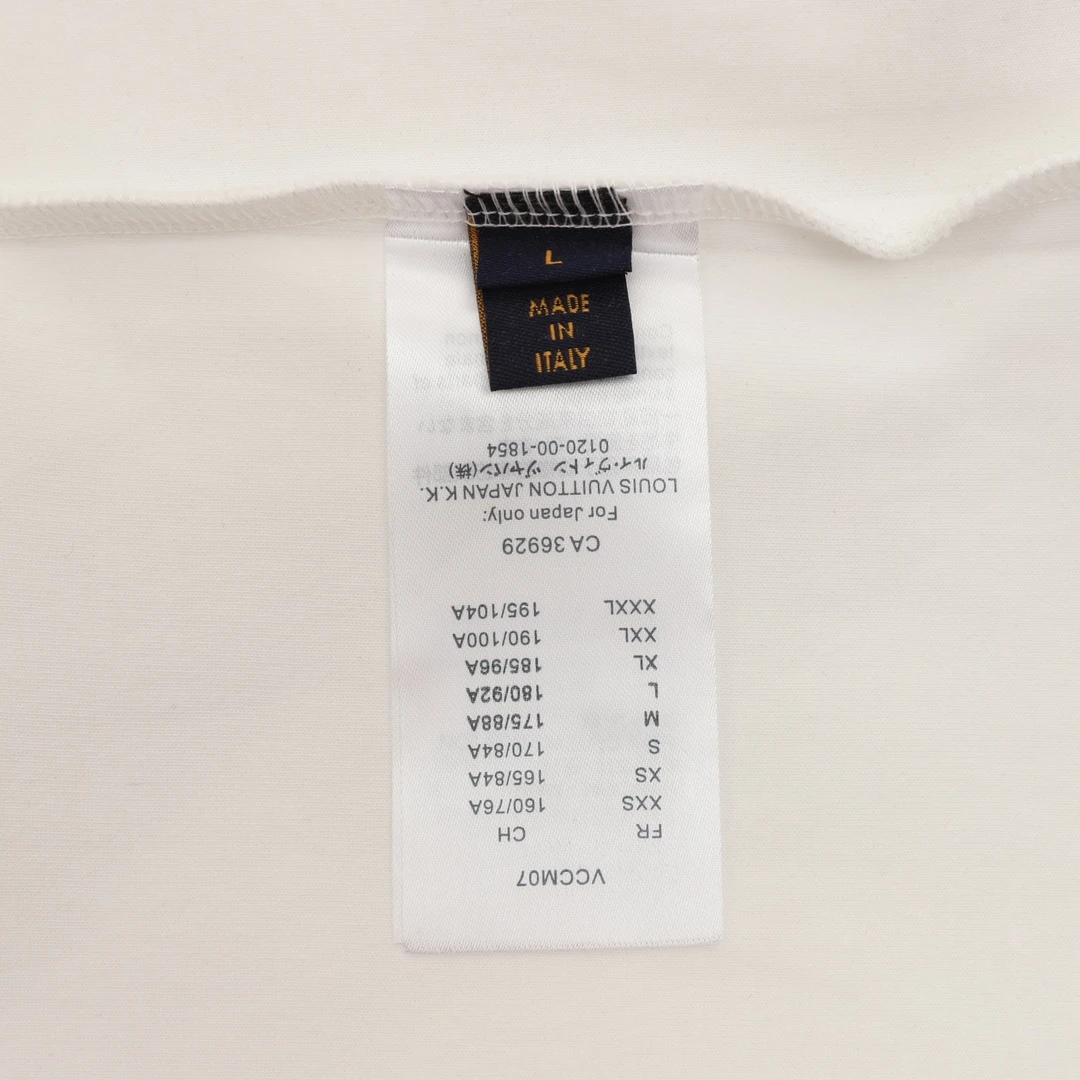 L
MADE
IN
ITALY
VCCM07
FR CH
XXS 160/76A
XS 165/84A
S 170/84A
M 175/88A
L 180/92A
XL 185/96A
XXL 190/100A
XXXL 195/104A
CA 36929
For Japan only:
LOUIS VUITTON JAPAN K.K.
ルイ・ヴィトン ジャパン(株)
0120-00-1854